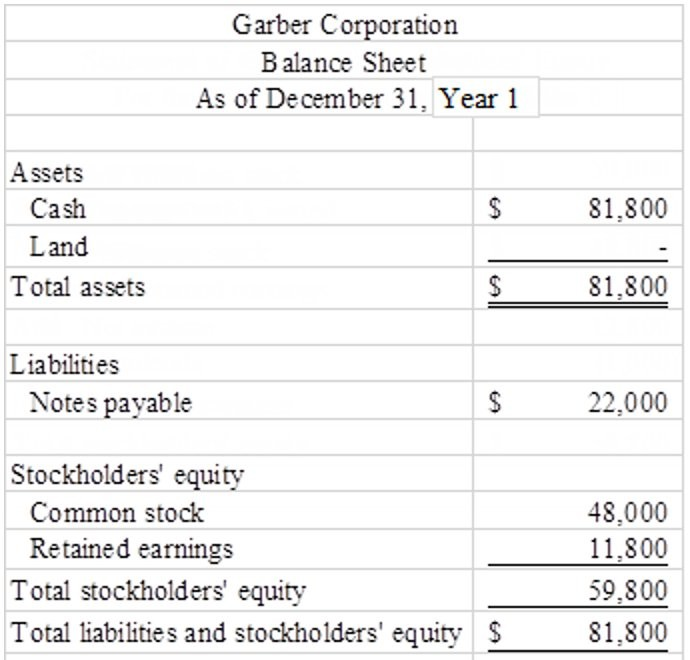 Garber Corporation
Balance Sheet
As of December 31, Year 1
Assets
Cash $ 81,800
Land -
Total assets $ 81,800
Liabilities
Notes payable $ 22,000
Stockholders' equity
Common stock 48,000
Retained earnings 11,800
Total stockholders' equity 59,800
Total liabilities and stockholders' equity $ 81,800